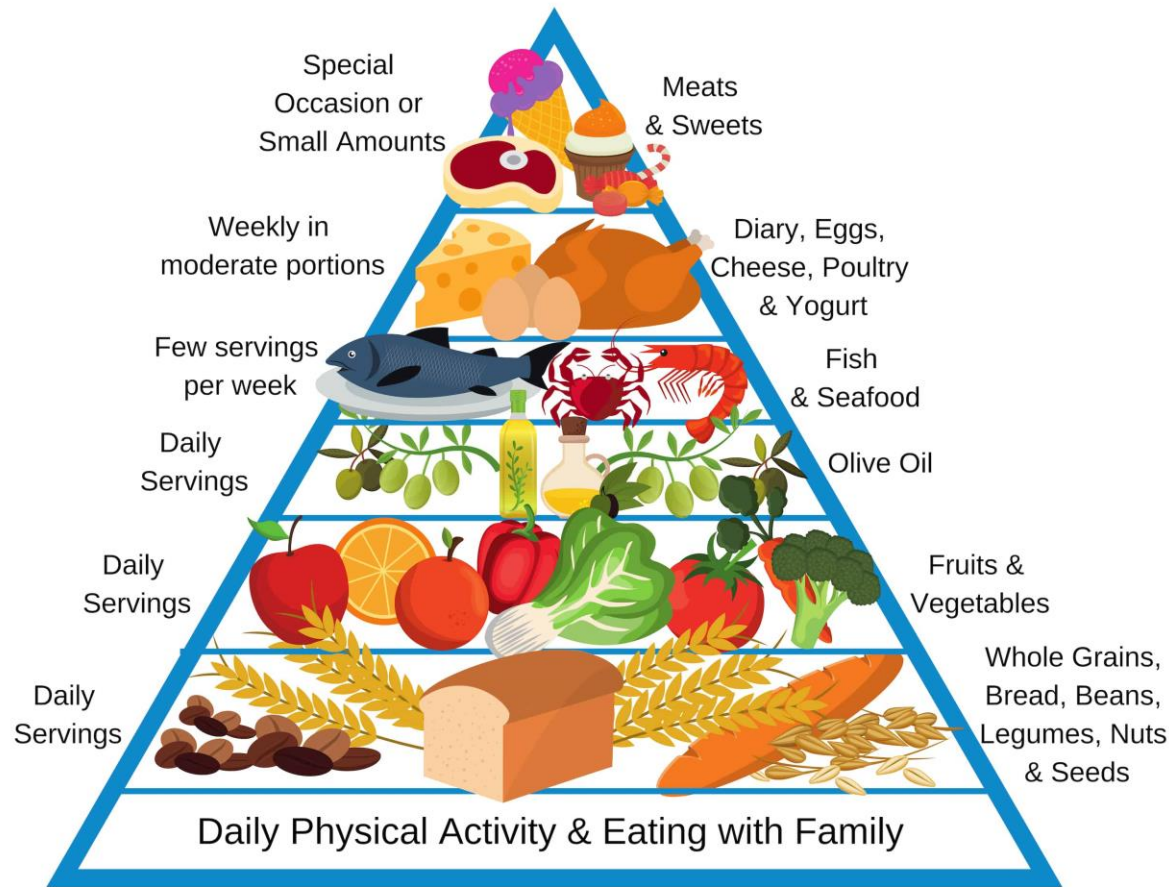 Special
Occasion or
Small Amounts
Meats
& Sweets
Weekly in
moderate portions
Diary, Eggs,
Cheese, Poultry
& Yogurt
Few servings
per week
Fish
& Seafood
Daily
Servings
Olive Oil
Daily
Servings
Fruits &
Vegetables
Daily
Servings
Whole Grains,
Bread, Beans,
Legumes, Nuts
& Seeds
Daily Physical Activity & Eating with Family